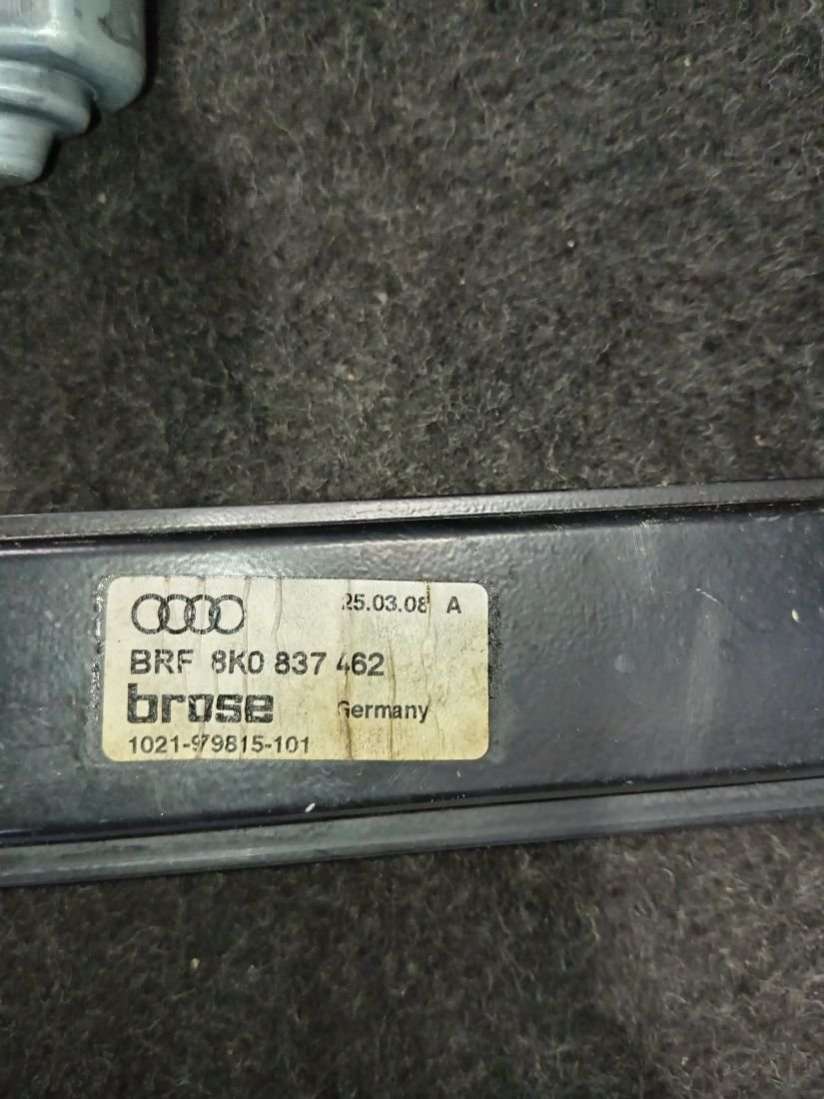 25.03.08 A
BRF 8K0 837 462
brose Germany
1021-979815-101